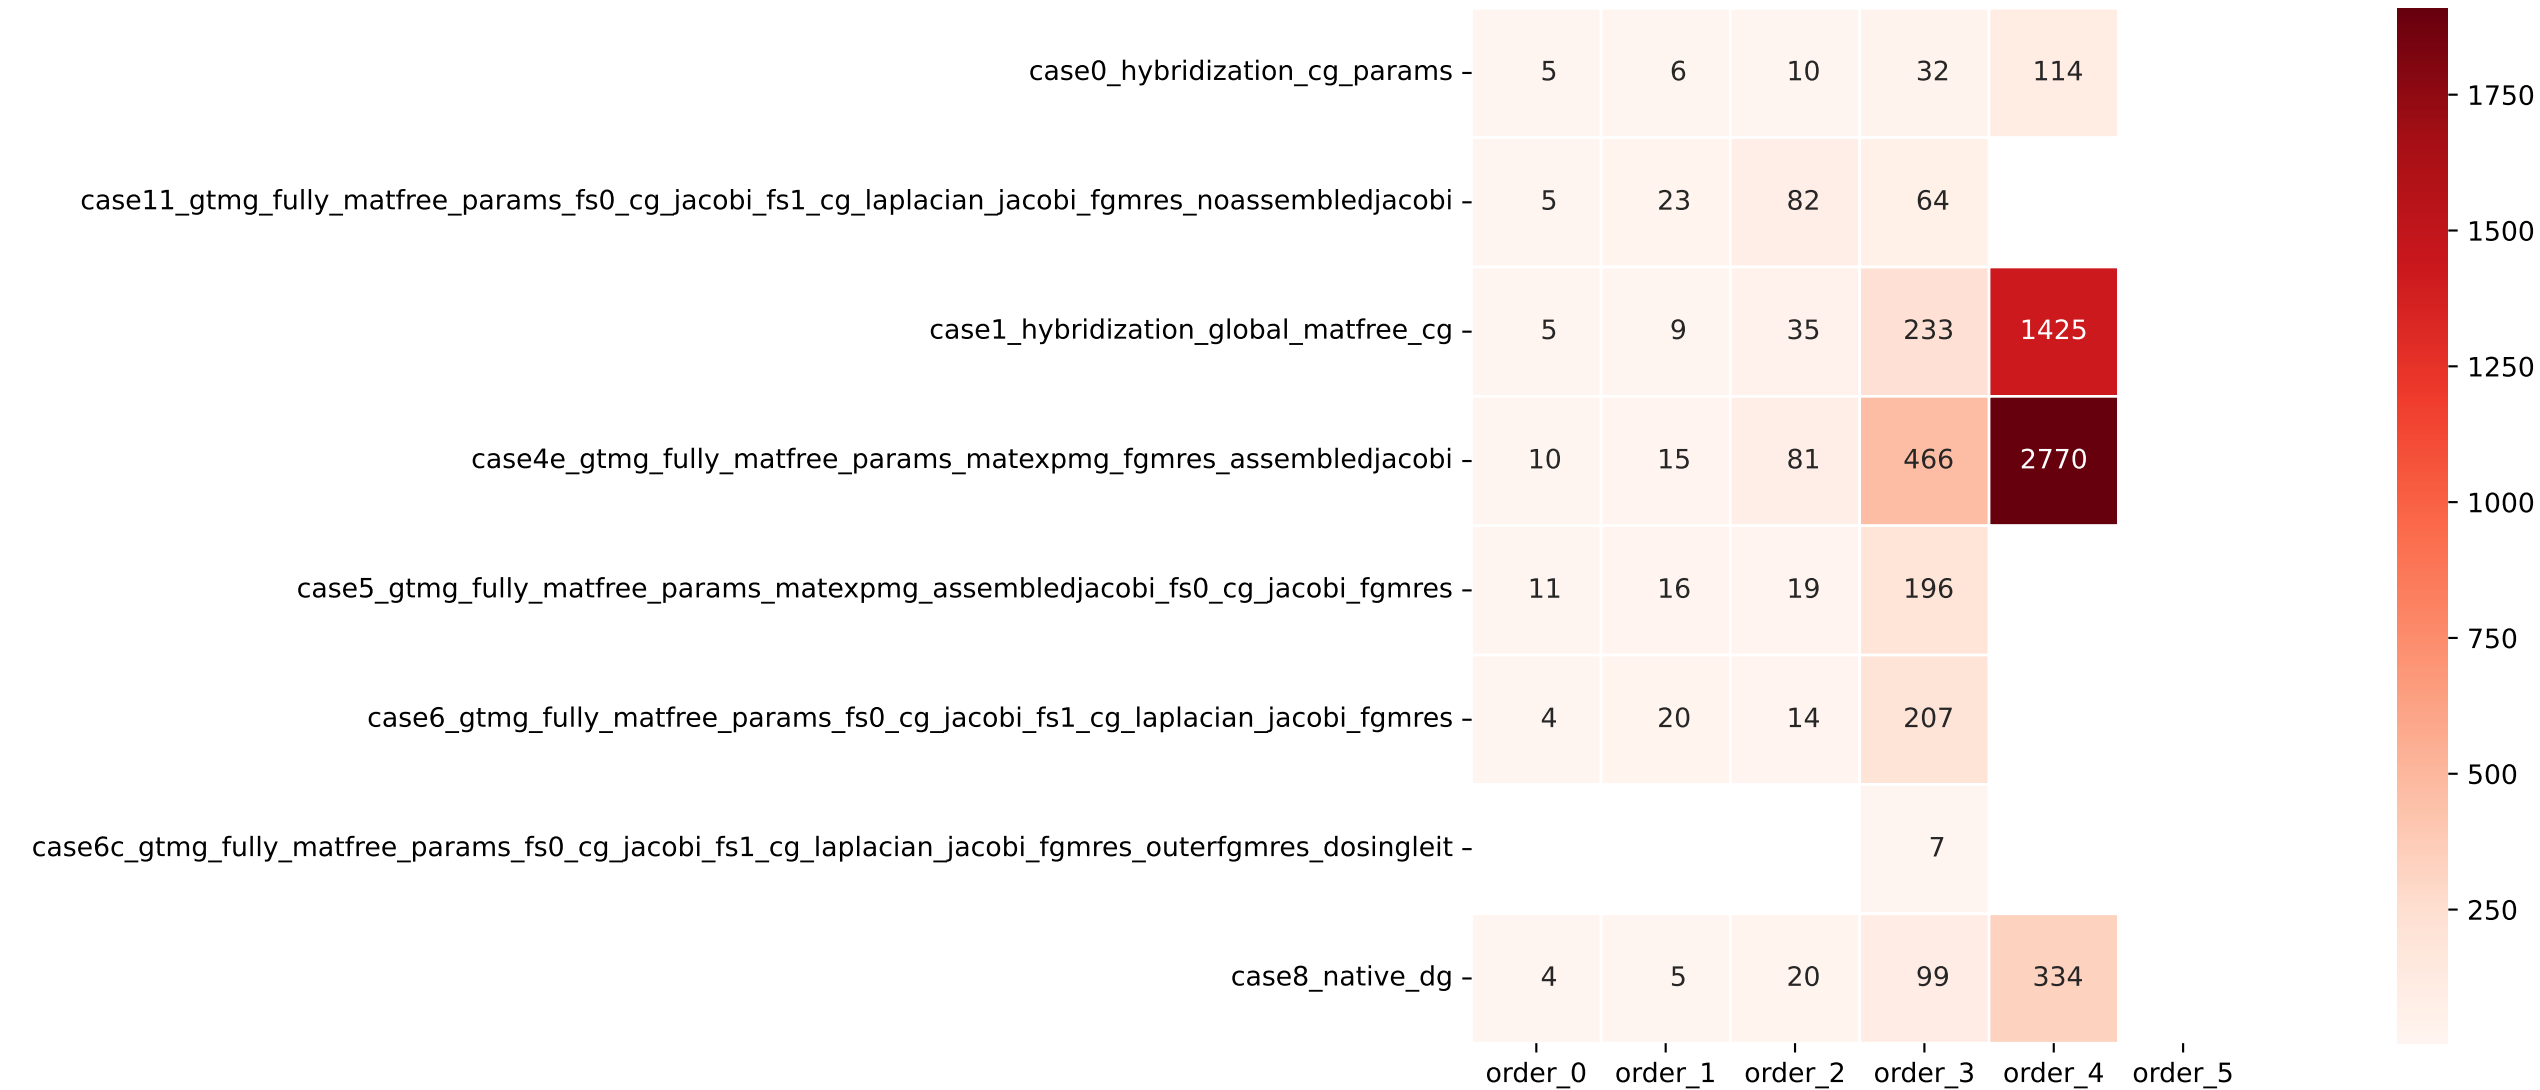 case0_hybridization_cg_params 5 6 10 32 114
case11_gtmg_fully_matfree_params_fs0_cg_jacobi_fs1_cg_laplacian_jacobi_fgmres_noassembledjacobi 5 23 82 64
case1_hybridization_global_matfree_cg 5 9 35 233 1425
case4e_gtmg_fully_matfree_params_matexpmg_fgmres_assembledjacobi 10 15 81 466 2770
case5_gtmg_fully_matfree_params_matexpmg_assembledjacobi_fs0_cg_jacobi_fgmres 11 16 19 196
case6_gtmg_fully_matfree_params_fs0_cg_jacobi_fs1_cg_laplacian_jacobi_fgmres 4 20 14 207
case6c_gtmg_fully_matfree_params_fs0_cg_jacobi_fs1_cg_laplacian_jacobi_fgmres_outerfgmres_dosingleit 7
case8_native_dg 4 5 20 99 334
order_0 order_1 order_2 order_3 order_4 order_5
1750
1500
1250
1000
750
500
250